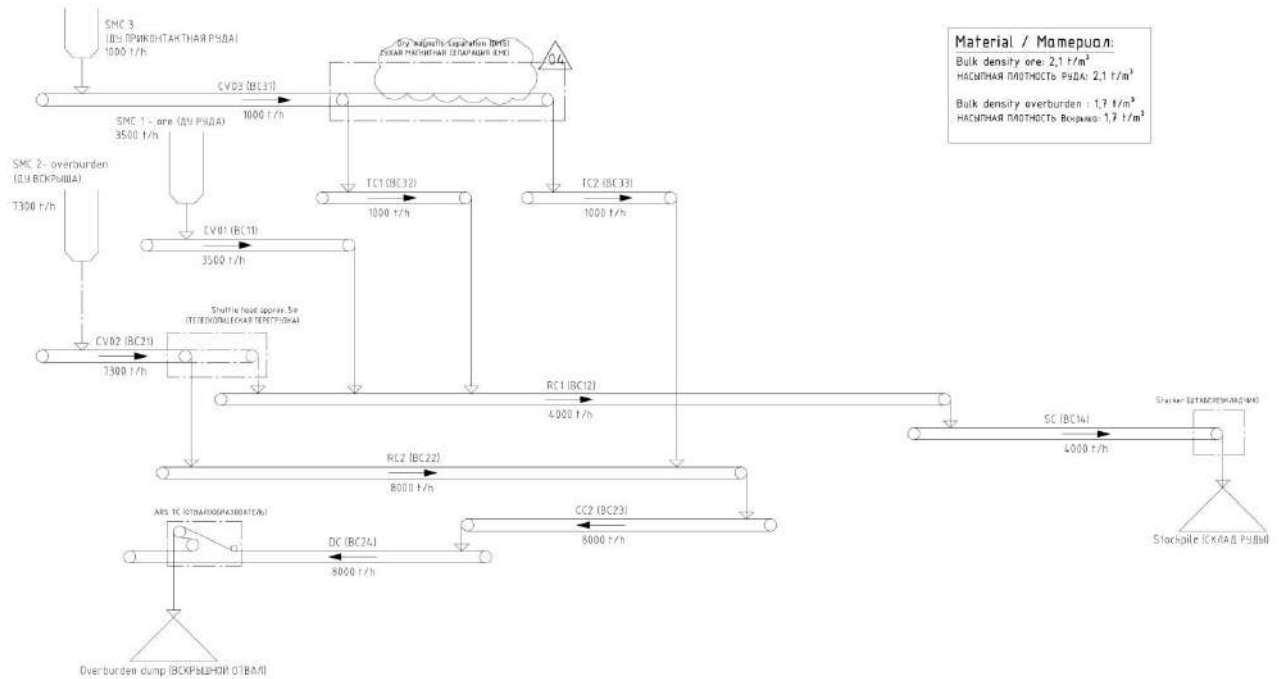 SMC 3
(ДУ ПРИКОНТАКТНАЯ РУДА)
1000 t/h
Dry magnetic separation (DMS)
СУХАЯ МАГНИТНАЯ СЕПАРАЦИЯ (СМС)
04
Material / Материал:
Bulk density ore: 2,1 t/m³
НАСЫПНАЯ ПЛОТНОСТЬ РУДА: 2,1 t/m³
Bulk density overburden : 1,7 t/m³
НАСЫПНАЯ ПЛОТНОСТЬ Вскрыша: 1,7 t/m³
CV03 (BC31)
1000 t/h
SMC 1 - ore (ДУ РУДА)
3500 t/h
SMC 2- overburden
(ДУ ВСКРЫША)
7300 t/h
TC1 (BC32)
1000 t/h
TC2 (BC33)
1000 t/h
CV01 (BC11)
3500 t/h
Shuttle head approx. 5m
(ТЕЛЕСКОПИЧЕСКАЯ ПЕРЕГРУЗКА)
CV02 (BC21)
7300 t/h
RC1 (BC12)
4000 t/h
Stacker (ШТАБЕЛЕУКЛАДЧИК)
SC (BC14)
4000 t/h
RC2 (BC22)
8000 t/h
ARS 1C (ОТВАЛООБРАЗОВАТЕЛЬ)
CC2 (BC23)
8000 t/h
Stockpile (СКЛАД РУДЫ)
DC (BC24)
8000 t/h
Overburden dump (ВСКРЫШНОЙ ОТВАЛ)